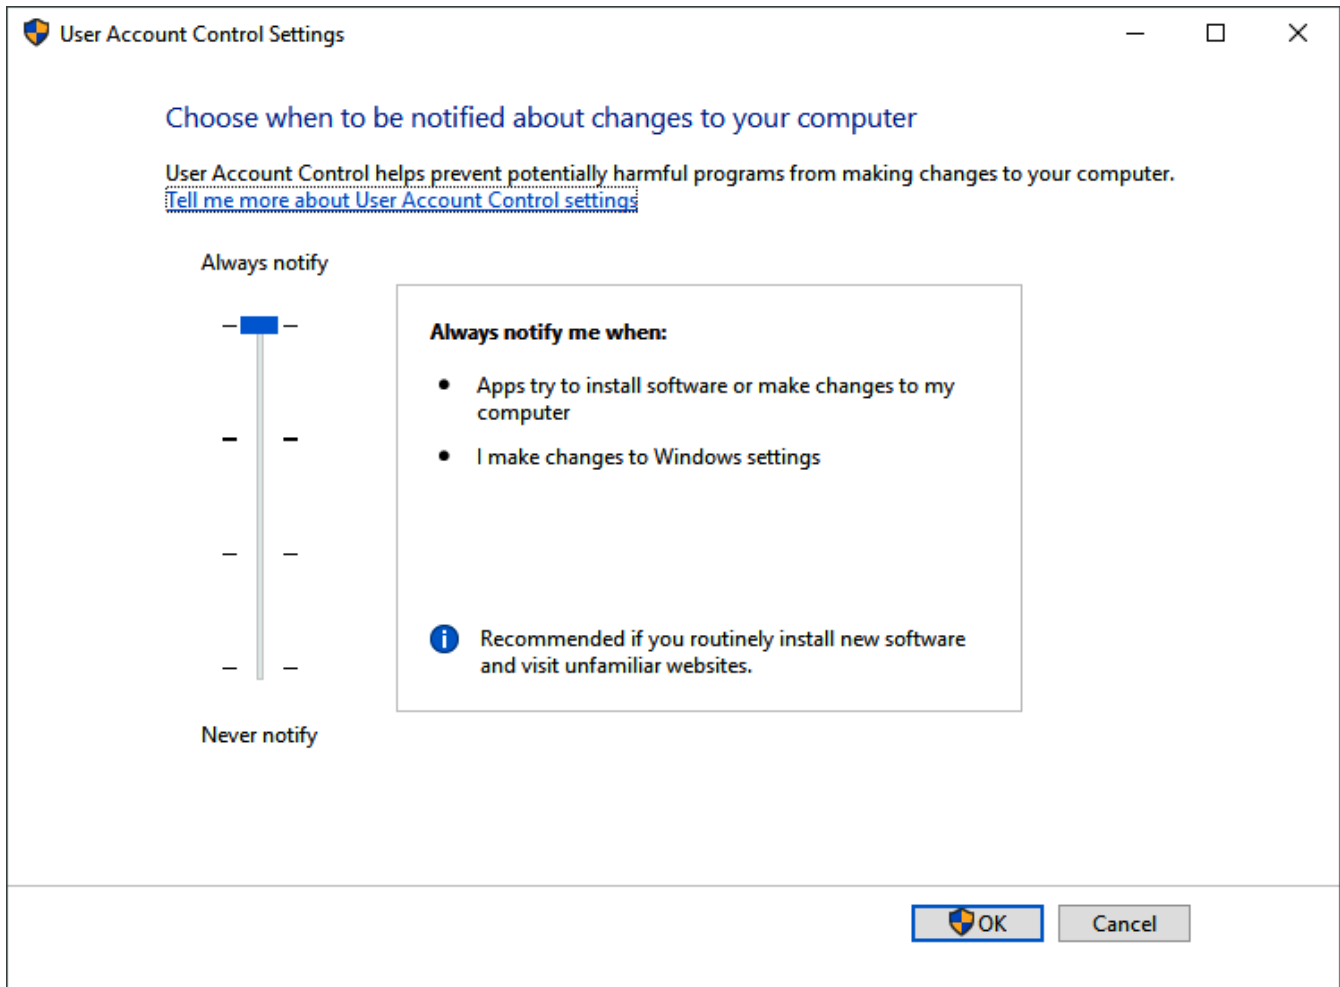 User Account Control Settings
Choose when to be notified about changes to your computer
User Account Control helps prevent potentially harmful programs from making changes to your computer.
Tell me more about User Account Control settings
Always notify
Always notify me when:
● Apps try to install software or make changes to my
computer
● I make changes to Windows settings
Recommended if you routinely install new software
and visit unfamiliar websites.
Never notify
OK
Cancel